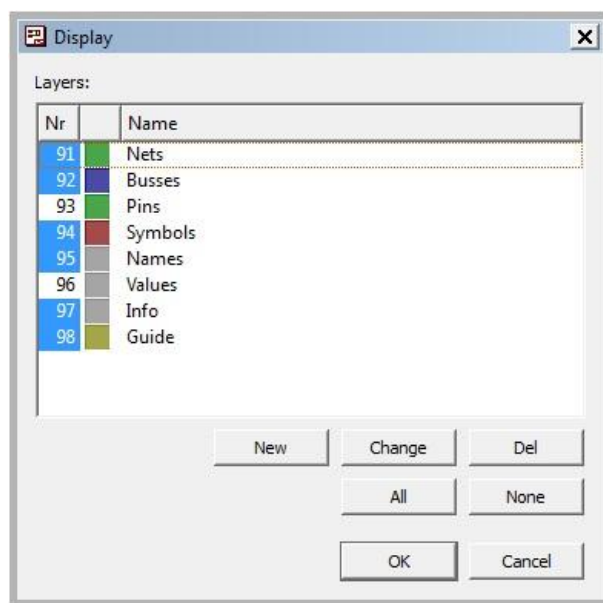 Display
Layers:
Nr Name
91 Nets
92 Busses
93 Pins
94 Symbols
95 Names
96 Values
97 Info
98 Guide
New Change Del
All None
OK Cancel